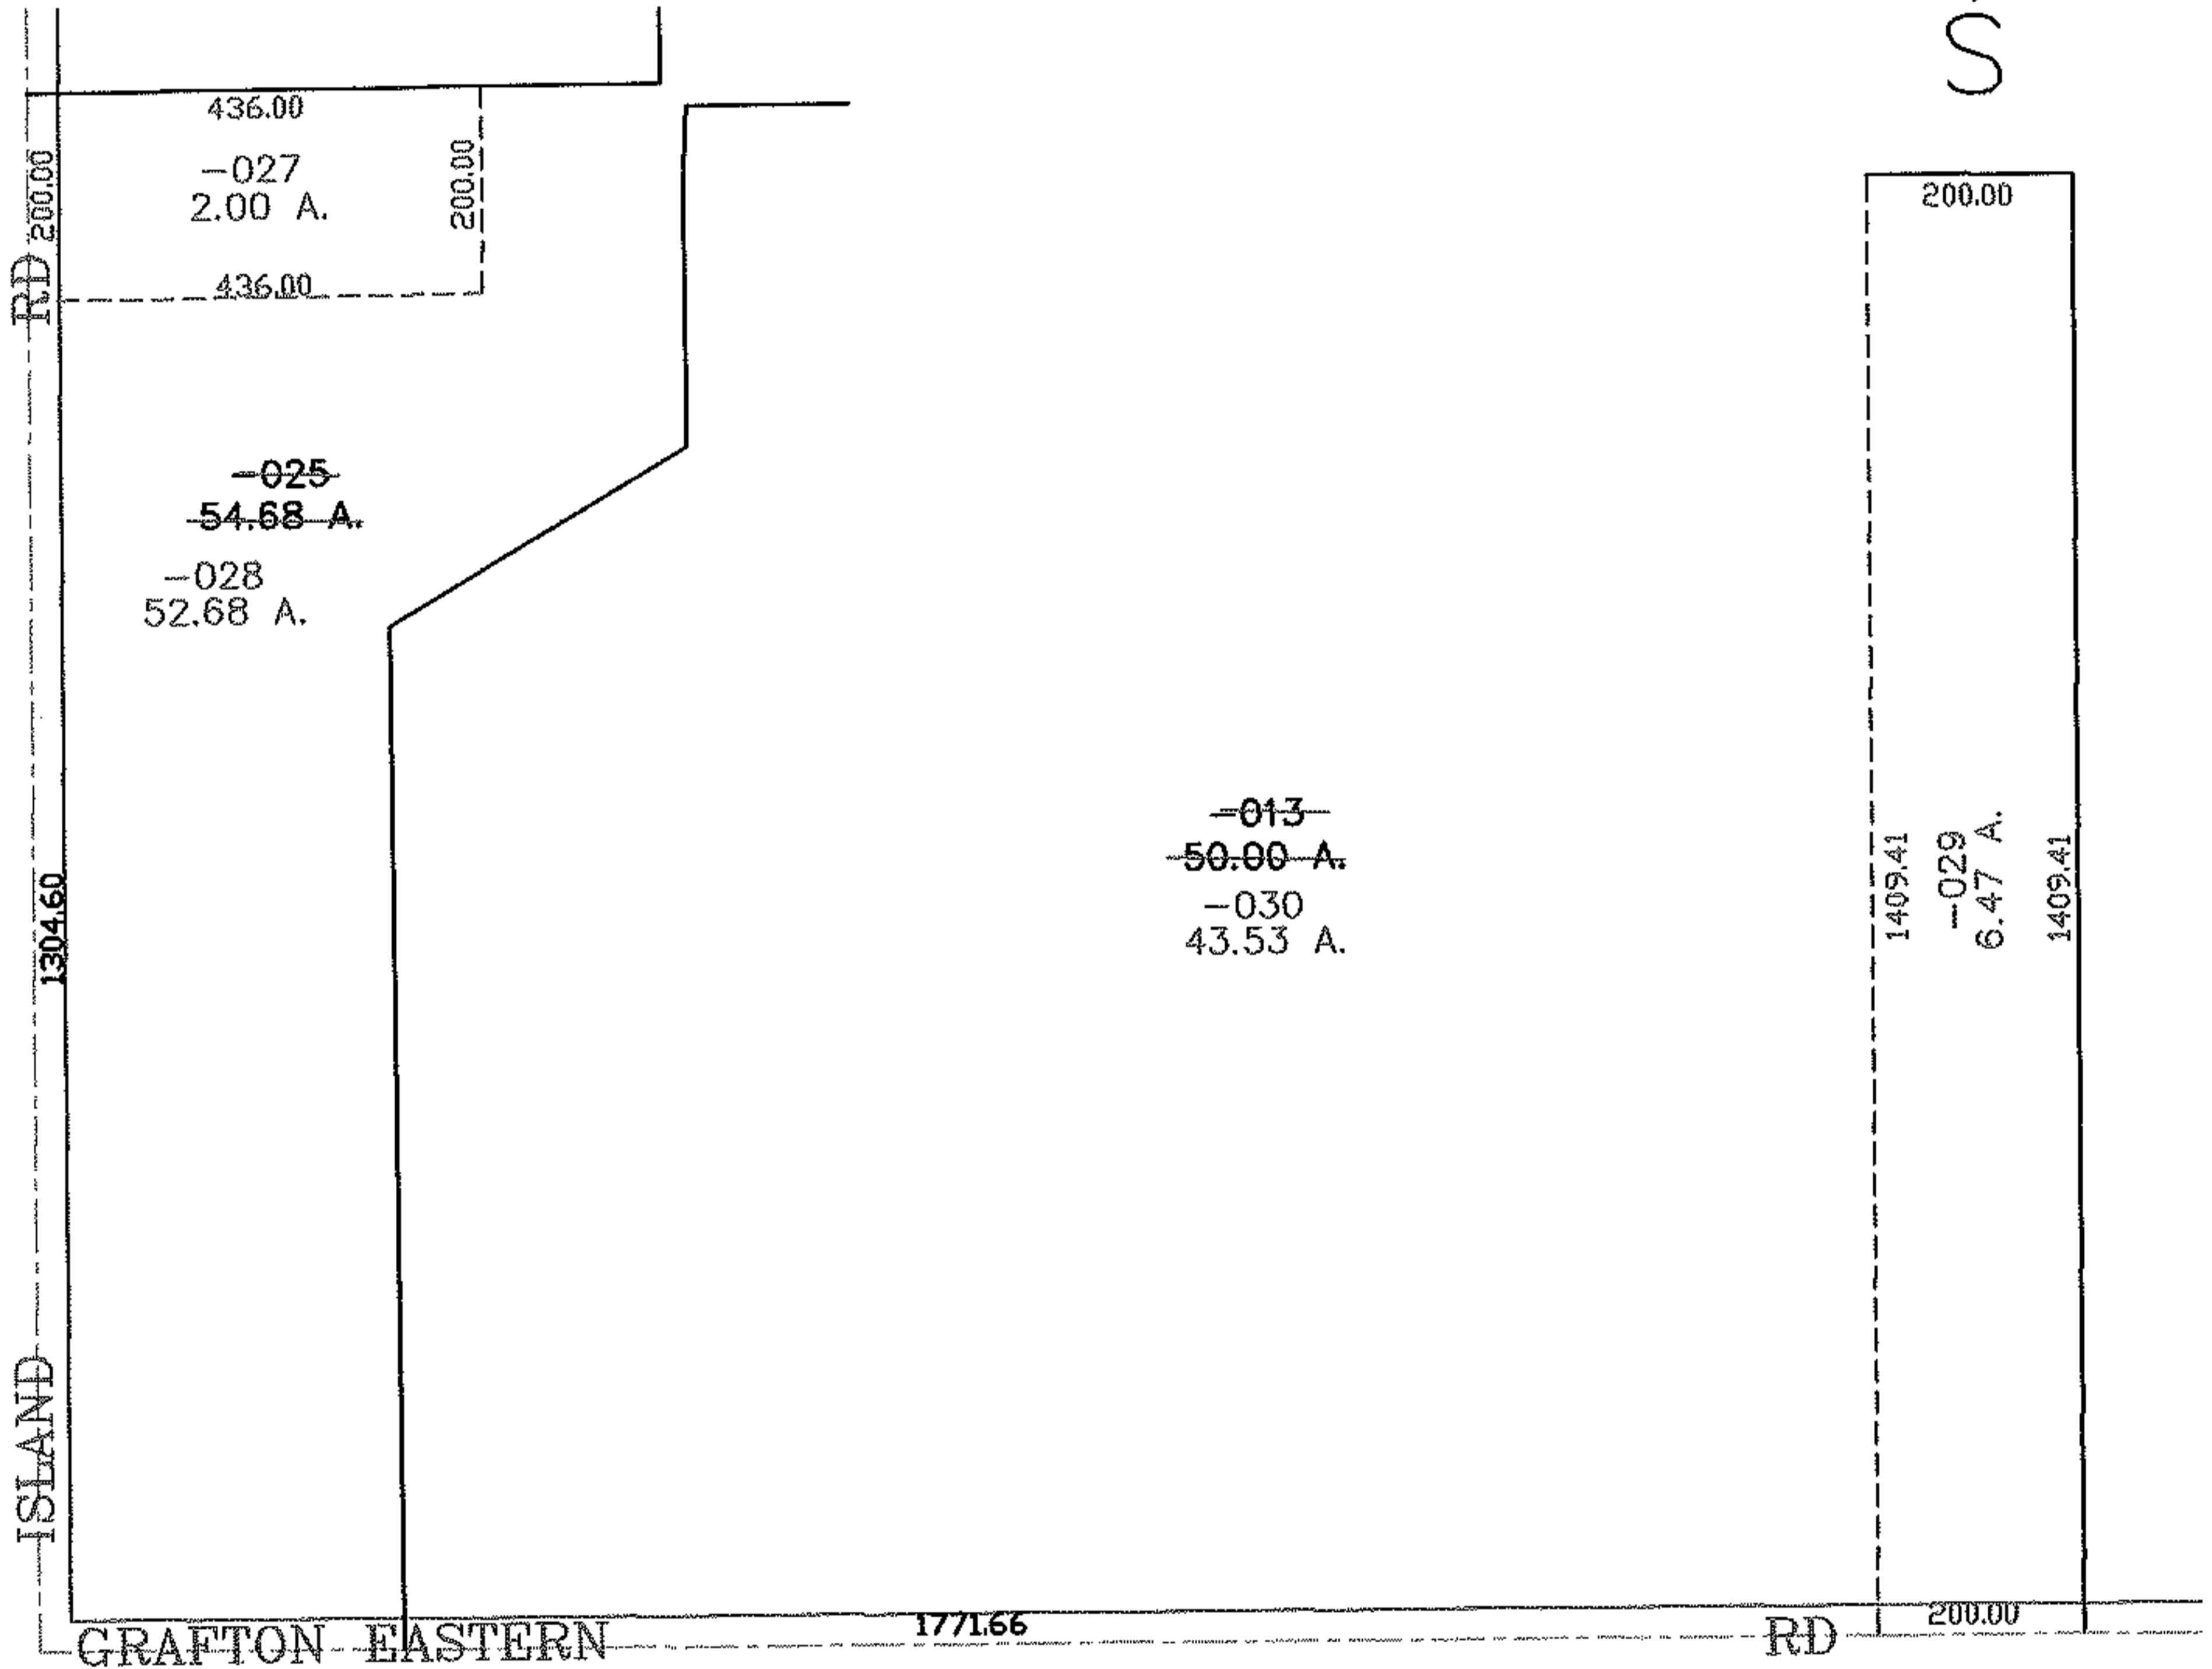 S
436.00
200.00
-027
2.00 A.
200.00
436.00
RD
200.00
-025
54.68 A.
-028
52.68 A.
-013
50.00 A.
-030
43.53 A.
1409.41
-029
6.47 A.
1409.41
1304.60
ISLAND
GRAFTON EASTERN
1771.66
RD
200.00